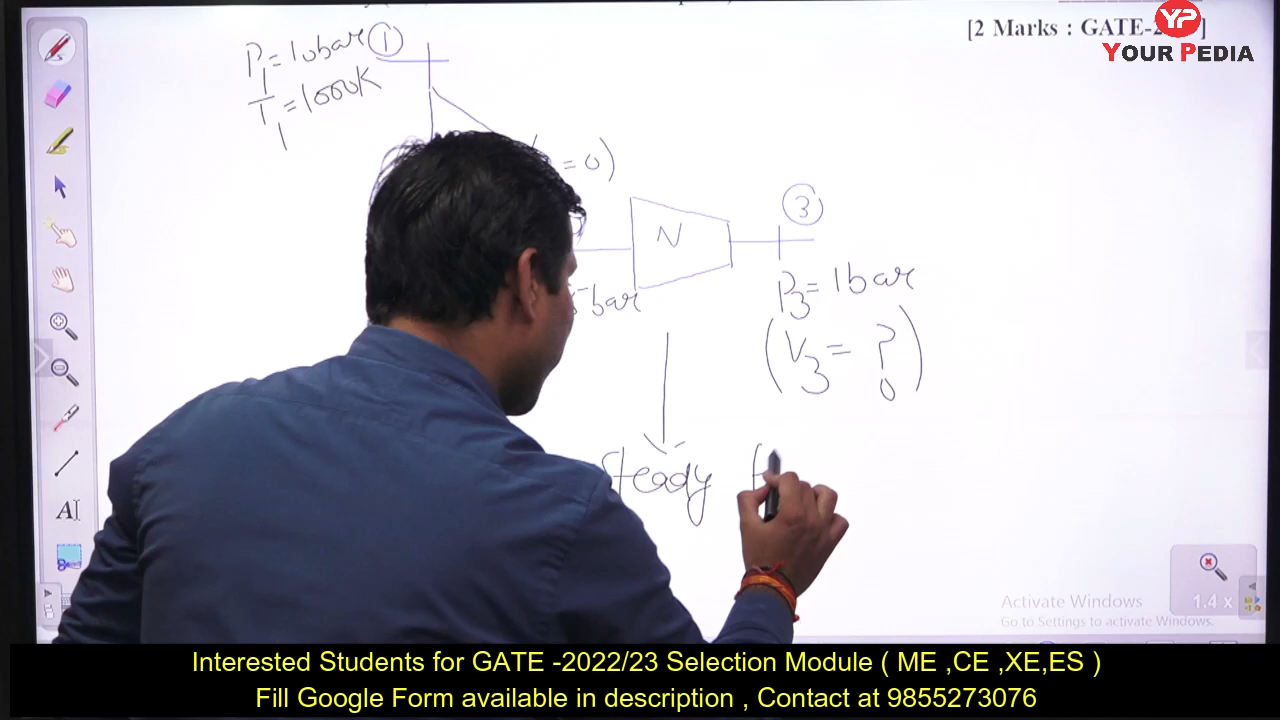 [2 Marks : GATE-2 ]
YP
YOUR PEDIA
P1 = 10bar
1
T1 = 1000K
= 0)
N
3
bar
P3 = 1bar
(V3 = ?)
Steady f
A
Activate Windows
Go to Settings to activate Windows.
1.4 x
Interested Students for GATE -2022/23 Selection Module ( ME ,CE ,XE,ES )
Fill Google Form available in description , Contact at 9855273076